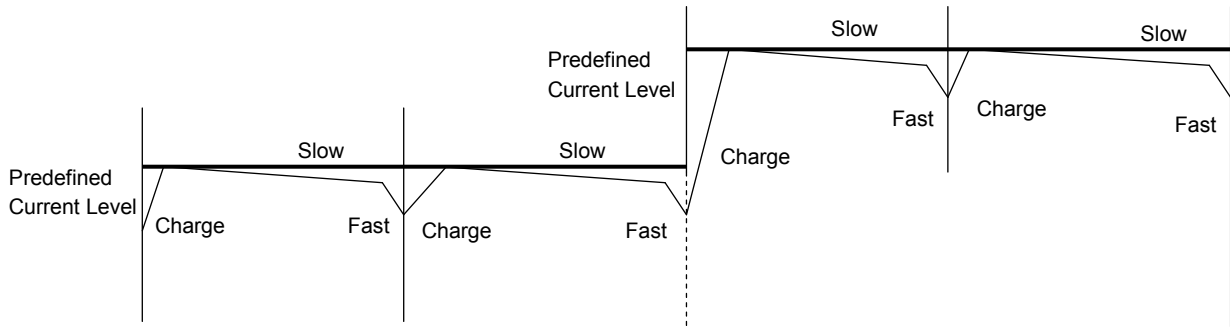 Slow
Slow
Predefined
Current Level
Fast
Charge
Fast
Charge
Slow
Slow
Predefined
Current Level
Charge
Fast
Charge
Fast